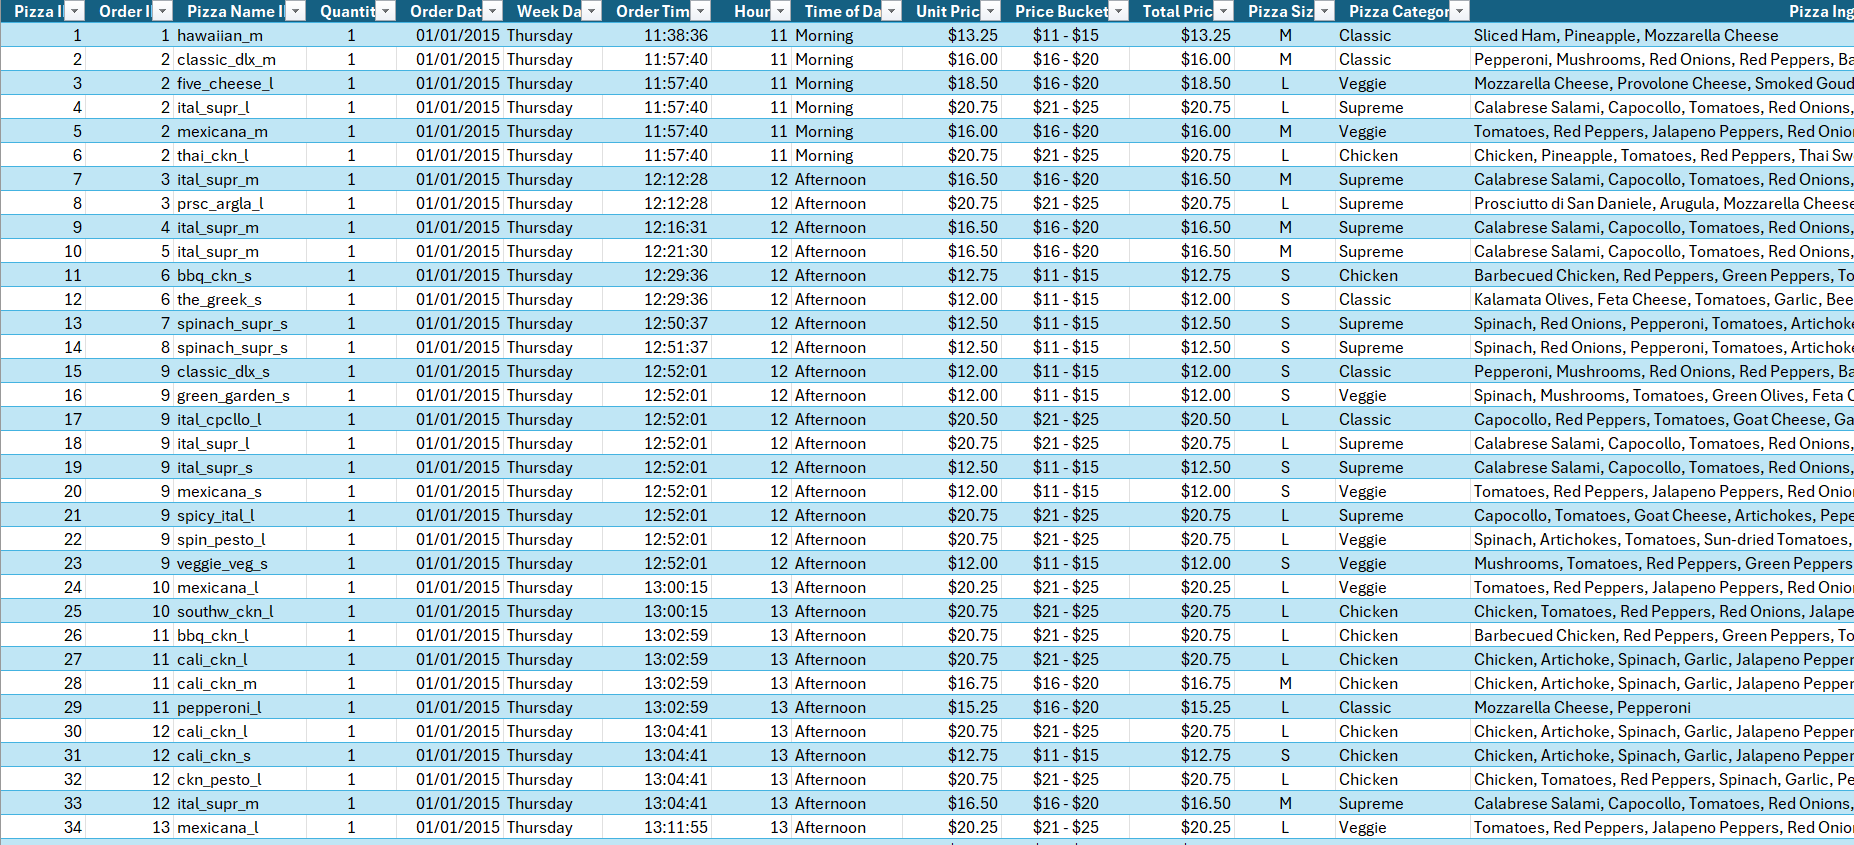 Pizza I Order I Pizza Name I Quantit Order Dat Week Da Order Tim Hour Time of Da Unit Pric Price Bucket Total Pric Pizza Siz Pizza Categor Pizza Ing
1 1 hawaiian_m 1 01/01/2015 Thursday 11:38:36 11 Morning $13.25 $11 - $15 $13.25 M Classic Sliced Ham, Pineapple, Mozzarella Cheese
2 2 classic_dlx_m 1 01/01/2015 Thursday 11:57:40 11 Morning $16.00 $16 - $20 $16.00 M Classic Pepperoni, Mushrooms, Red Onions, Red Peppers, Ba
3 2 five_cheese_l 1 01/01/2015 Thursday 11:57:40 11 Morning $18.50 $16 - $20 $18.50 L Veggie Mozzarella Cheese, Provolone Cheese, Smoked Goud
4 2 ital_supr_l 1 01/01/2015 Thursday 11:57:40 11 Morning $20.75 $21 - $25 $20.75 L Supreme Calabrese Salami, Capocollo, Tomatoes, Red Onions,
5 2 mexicana_m 1 01/01/2015 Thursday 11:57:40 11 Morning $16.00 $16 - $20 $16.00 M Veggie Tomatoes, Red Peppers, Jalapeno Peppers, Red Onio
6 2 thai_ckn_l 1 01/01/2015 Thursday 11:57:40 11 Morning $20.75 $21 - $25 $20.75 L Chicken Chicken, Pineapple, Tomatoes, Red Peppers, Thai Sw
7 3 ital_supr_m 1 01/01/2015 Thursday 12:12:28 12 Afternoon $16.50 $16 - $20 $16.50 M Supreme Calabrese Salami, Capocollo, Tomatoes, Red Onions,
8 3 prsc_argla_l 1 01/01/2015 Thursday 12:12:28 12 Afternoon $20.75 $21 - $25 $20.75 L Supreme Prosciutto di San Daniele, Arugula, Mozzarella Cheese
9 4 ital_supr_m 1 01/01/2015 Thursday 12:16:31 12 Afternoon $16.50 $16 - $20 $16.50 M Supreme Calabrese Salami, Capocollo, Tomatoes, Red Onions,
10 5 ital_supr_m 1 01/01/2015 Thursday 12:21:30 12 Afternoon $16.50 $16 - $20 $16.50 M Supreme Calabrese Salami, Capocollo, Tomatoes, Red Onions,
11 6 bbq_ckn_s 1 01/01/2015 Thursday 12:29:36 12 Afternoon $12.75 $11 - $15 $12.75 S Chicken Barbecued Chicken, Red Peppers, Green Peppers, To
12 6 the_greek_s 1 01/01/2015 Thursday 12:29:36 12 Afternoon $12.00 $11 - $15 $12.00 S Classic Kalamata Olives, Feta Cheese, Tomatoes, Garlic, Bee
13 7 spinach_supr_s 1 01/01/2015 Thursday 12:50:37 12 Afternoon $12.50 $11 - $15 $12.50 S Supreme Spinach, Red Onions, Pepperoni, Tomatoes, Artichoke
14 8 spinach_supr_s 1 01/01/2015 Thursday 12:51:37 12 Afternoon $12.50 $11 - $15 $12.50 S Supreme Spinach, Red Onions, Pepperoni, Tomatoes, Artichoke
15 9 classic_dlx_s 1 01/01/2015 Thursday 12:52:01 12 Afternoon $12.00 $11 - $15 $12.00 S Classic Pepperoni, Mushrooms, Red Onions, Red Peppers, Ba
16 9 green_garden_s 1 01/01/2015 Thursday 12:52:01 12 Afternoon $12.00 $11 - $15 $12.00 S Veggie Spinach, Mushrooms, Tomatoes, Green Olives, Feta C
17 9 ital_cpcllo_l 1 01/01/2015 Thursday 12:52:01 12 Afternoon $20.50 $21 - $25 $20.50 L Classic Capocollo, Red Peppers, Tomatoes, Goat Cheese, Ga
18 9 ital_supr_l 1 01/01/2015 Thursday 12:52:01 12 Afternoon $20.75 $21 - $25 $20.75 L Supreme Calabrese Salami, Capocollo, Tomatoes, Red Onions,
19 9 ital_supr_s 1 01/01/2015 Thursday 12:52:01 12 Afternoon $12.50 $11 - $15 $12.50 S Supreme Calabrese Salami, Capocollo, Tomatoes, Red Onions,
20 9 mexicana_s 1 01/01/2015 Thursday 12:52:01 12 Afternoon $12.00 $11 - $15 $12.00 S Veggie Tomatoes, Red Peppers, Jalapeno Peppers, Red Onio
21 9 spicy_ital_l 1 01/01/2015 Thursday 12:52:01 12 Afternoon $20.75 $21 - $25 $20.75 L Supreme Capocollo, Tomatoes, Goat Cheese, Artichokes, Pepe
22 9 spin_pesto_l 1 01/01/2015 Thursday 12:52:01 12 Afternoon $20.75 $21 - $25 $20.75 L Veggie Spinach, Artichokes, Tomatoes, Sun-dried Tomatoes,
23 9 veggie_veg_s 1 01/01/2015 Thursday 12:52:01 12 Afternoon $12.00 $11 - $15 $12.00 S Veggie Mushrooms, Tomatoes, Red Peppers, Green Peppers
24 10 mexicana_l 1 01/01/2015 Thursday 13:00:15 13 Afternoon $20.25 $21 - $25 $20.25 L Veggie Tomatoes, Red Peppers, Jalapeno Peppers, Red Onio
25 10 southw_ckn_l 1 01/01/2015 Thursday 13:00:15 13 Afternoon $20.75 $21 - $25 $20.75 L Chicken Chicken, Tomatoes, Red Peppers, Red Onions, Jalape
26 11 bbq_ckn_l 1 01/01/2015 Thursday 13:02:59 13 Afternoon $20.75 $21 - $25 $20.75 L Chicken Barbecued Chicken, Red Peppers, Green Peppers, To
27 11 cali_ckn_l 1 01/01/2015 Thursday 13:02:59 13 Afternoon $20.75 $21 - $25 $20.75 L Chicken Chicken, Artichoke, Spinach, Garlic, Jalapeno Pepper
28 11 cali_ckn_m 1 01/01/2015 Thursday 13:02:59 13 Afternoon $16.75 $16 - $20 $16.75 M Chicken Chicken, Artichoke, Spinach, Garlic, Jalapeno Pepper
29 11 pepperoni_l 1 01/01/2015 Thursday 13:02:59 13 Afternoon $15.25 $16 - $20 $15.25 L Classic Mozzarella Cheese, Pepperoni
30 12 cali_ckn_l 1 01/01/2015 Thursday 13:04:41 13 Afternoon $20.75 $21 - $25 $20.75 L Chicken Chicken, Artichoke, Spinach, Garlic, Jalapeno Pepper
31 12 cali_ckn_s 1 01/01/2015 Thursday 13:04:41 13 Afternoon $12.75 $11 - $15 $12.75 S Chicken Chicken, Artichoke, Spinach, Garlic, Jalapeno Pepper
32 12 ckn_pesto_l 1 01/01/2015 Thursday 13:04:41 13 Afternoon $20.75 $21 - $25 $20.75 L Chicken Chicken, Tomatoes, Red Peppers, Spinach, Garlic, Pe
33 12 ital_supr_m 1 01/01/2015 Thursday 13:04:41 13 Afternoon $16.50 $16 - $20 $16.50 M Supreme Calabrese Salami, Capocollo, Tomatoes, Red Onions,
34 13 mexicana_l 1 01/01/2015 Thursday 13:11:55 13 Afternoon $20.25 $21 - $25 $20.25 L Veggie Tomatoes, Red Peppers, Jalapeno Peppers, Red Onio